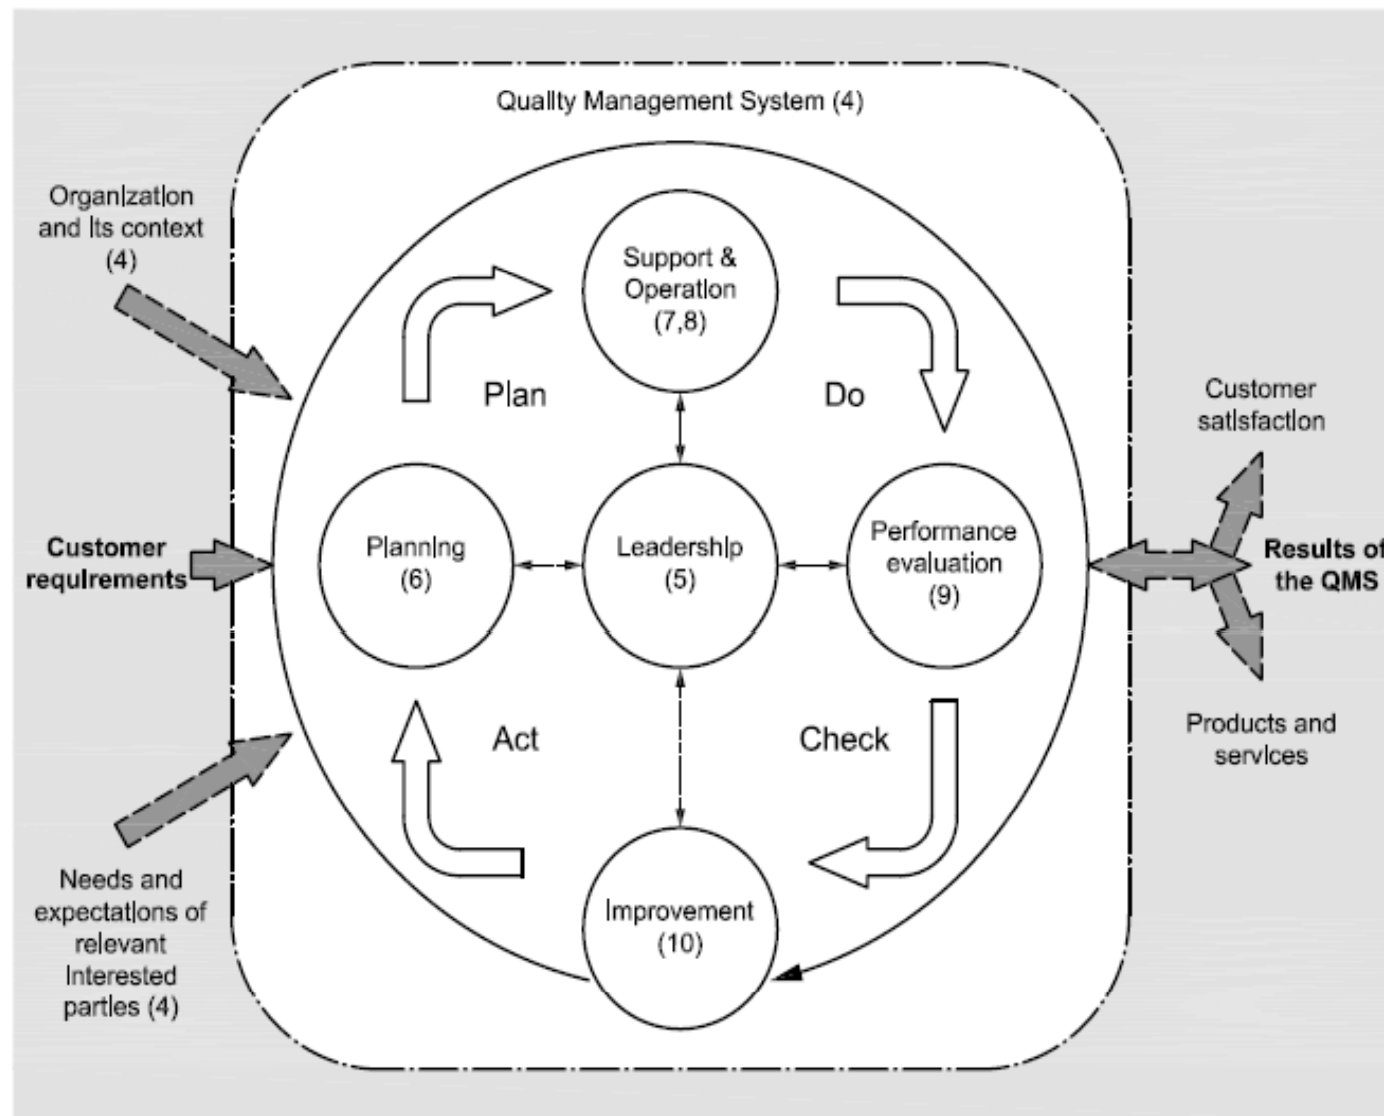 Quality Management System (4)
Organization
and its context
(4)
Support &
Operation
(7,8)
Plan
Do
Customer
satisfaction
Customer
requirements
Planning
(6)
Leadership
(5)
Performance
evaluation
(9)
Results of
the QMS
Act
Check
Products and
services
Needs and
expectations of
relevant
interested
parties (4)
Improvement
(10)